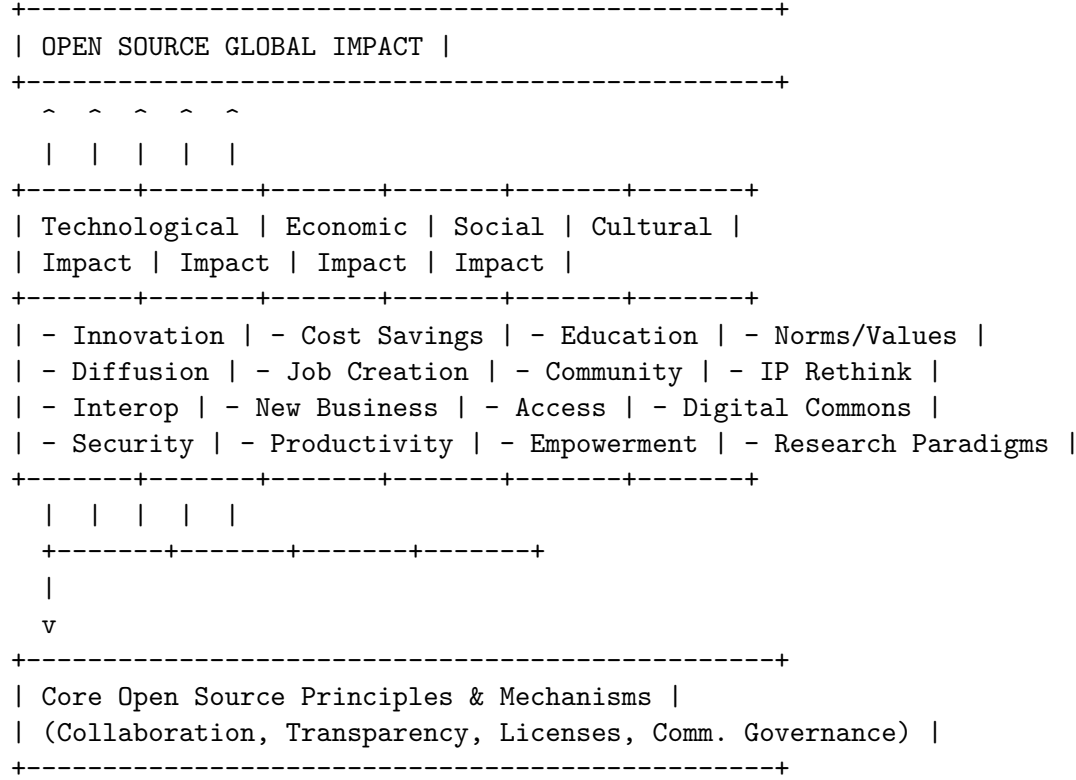 +-------------------------------------------------+
| OPEN SOURCE GLOBAL IMPACT |
+-------------------------------------------------+
^ ^ ^ ^ ^
| | | | |
+-------+-------+-------+-------+-------+-------+
| Technological | Economic | Social | Cultural |
| Impact | Impact | Impact | Impact |
+-------+-------+-------+-------+-------+-------+
| - Innovation | - Cost Savings | - Education | - Norms/Values |
| - Diffusion | - Job Creation | - Community | - IP Rethink |
| - Interop | - New Business | - Access | - Digital Commons |
| - Security | - Productivity | - Empowerment | - Research Paradigms |
+-------+-------+-------+-------+-------+-------+
| | | | |
+-------+-------+-------+-------+
|
v
+-------------------------------------------------+
| Core Open Source Principles & Mechanisms |
| (Collaboration, Transparency, Licenses, Comm. Governance) |
+-------------------------------------------------+